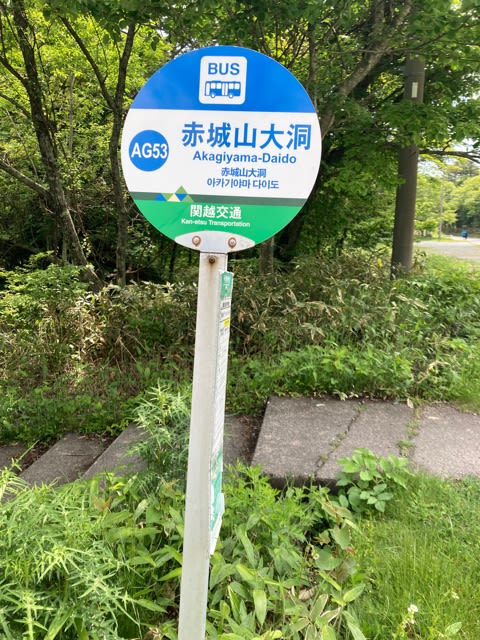 BUS
AG53
赤城山大洞
Akagiyama-Daido
赤城山大洞
아카기야마 다이도
関越交通
Kan-etsu Transportation